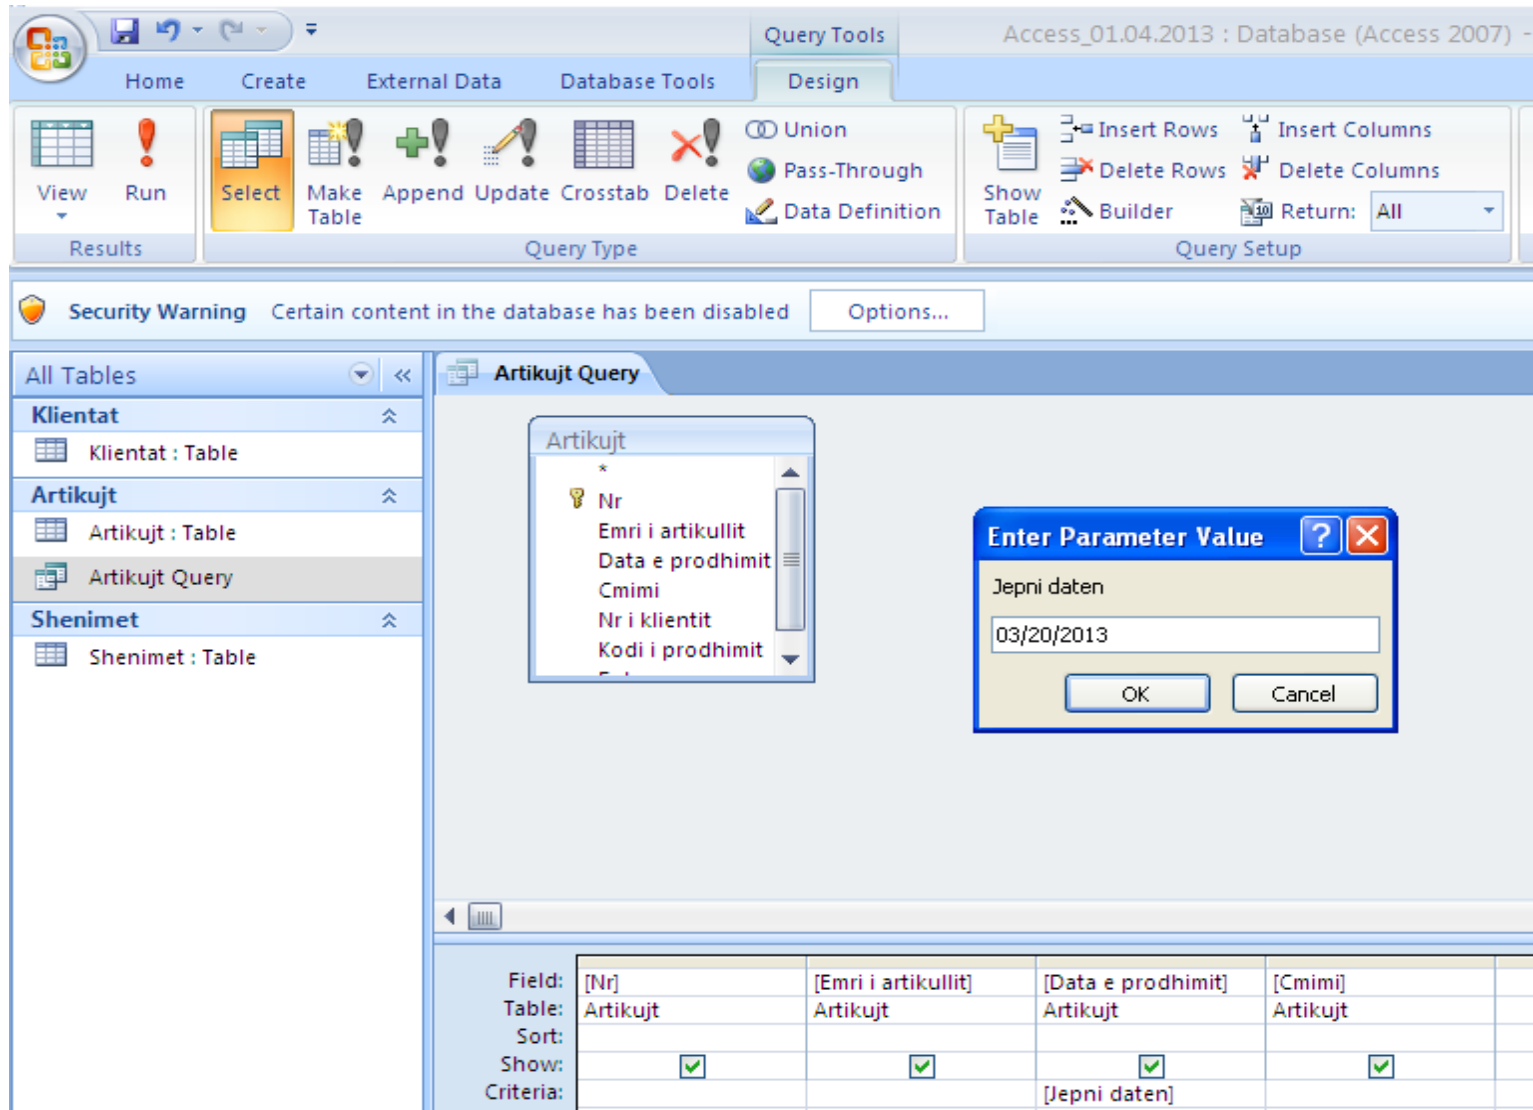 Query Tools
Access_01.04.2013 : Database (Access 2007) -
Home Create External Data Database Tools Design
View Run Select Make Table Append Update Crosstab Delete
Union
Pass-Through
Data Definition
Show Table
Insert Rows Insert Columns
Delete Rows Delete Columns
Builder Return: All
Results Query Type Query Setup
Security Warning Certain content in the database has been disabled Options...
All Tables
Klientat
Klientat : Table
Artikujt
Artikujt : Table
Artikujt Query
Shenimet
Shenimet : Table
Artikujt Query
Artikujt
*
Nr
Emri i artikullit
Data e prodhimit
Cmimi
Nr i klientit
Kodi i prodhimit
Enter Parameter Value
Jepni daten
03/20/2013
OK Cancel
Field: [Nr] [Emri i artikullit] [Data e prodhimit] [Cmimi]
Table: Artikujt Artikujt Artikujt Artikujt
Sort:
Show:
Criteria: [Jepni daten]